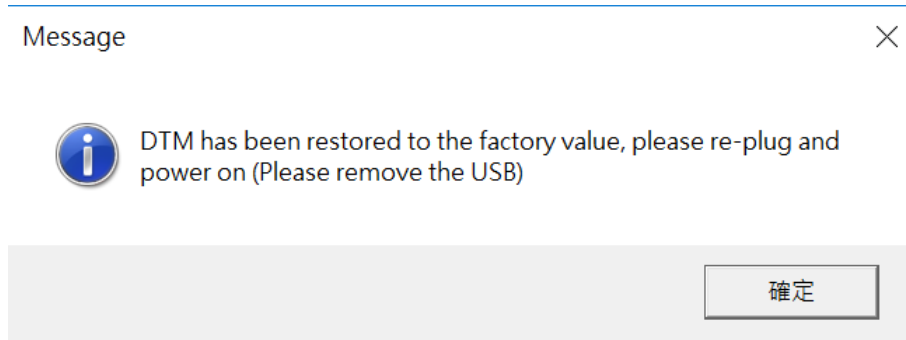 Message
DTM has been restored to the factory value, please re-plug and
power on (Please remove the USB)
確定